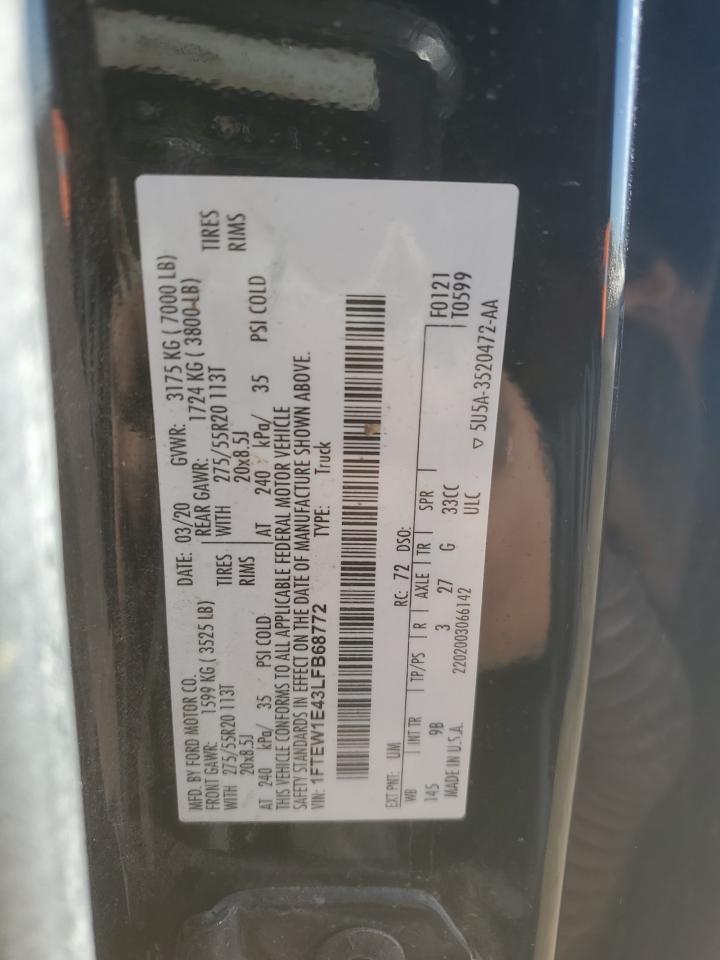 MFD. BY FORD MOTOR CO. DATE: 03/20 GVWR: 3175 KG ( 7000 LB)
FRONT GAWR: 1599 KG ( 3525 LB) REAR GAWR: 1724 KG ( 3800 LB)
WITH 275/55R20 113T TIRES WITH 275/55R20 113T TIRES
20x8.5J RIMS 20x8.5J RIMS
AT 240 kPa/ 35 PSI COLD AT 240 kPa/ 35 PSI COLD
THIS VEHICLE CONFORMS TO ALL APPLICABLE FEDERAL MOTOR VEHICLE
SAFETY STANDARDS IN EFFECT ON THE DATE OF MANUFACTURE SHOWN ABOVE.
VIN: 1FTEW1E43LFB68772 TYPE: Truck
EXT PNT: UM RC: 72 DSO:
WB INT TR TP/PS R AXLE TR SPR F0121
145 9B 3 27 G 33CC T0599
ULC
MADE IN U.S.A. 2202003066142 ▽ 5U5A-3520472-AA